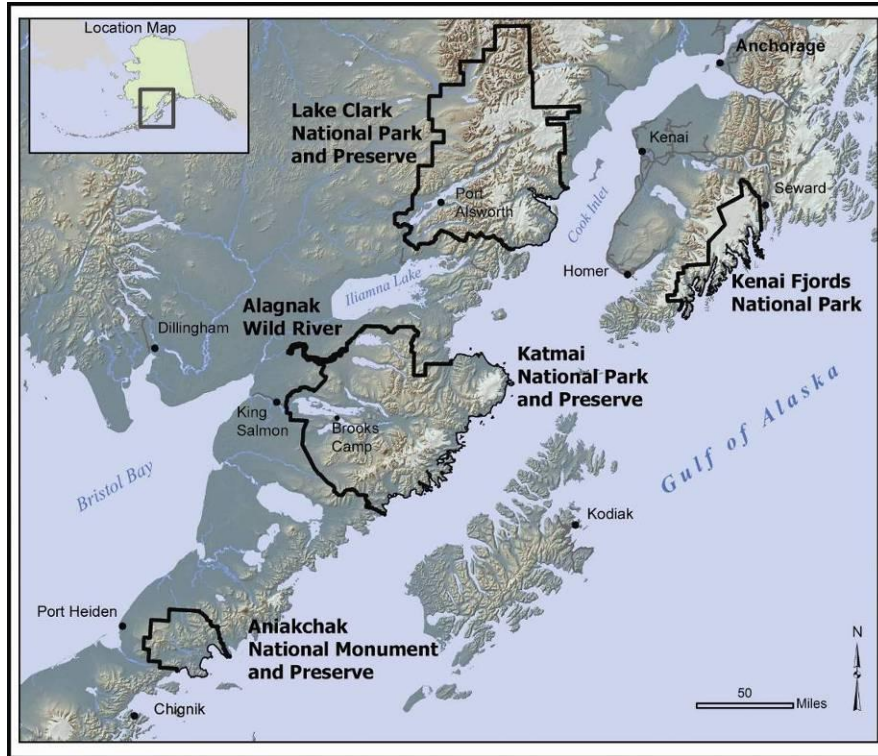 Location Map
Anchorage
Lake Clark
National Park
and Preserve
Kenai
Port
Alsworth
Seward
Cook Inlet
Homer
Kenai Fjords
National Park
Iliamna Lake
Alagnak
Wild River
Dillingham
Katmai
National Park
and Preserve
King
Salmon
Brooks
Camp
Gulf of Alaska
Bristol Bay
Kodiak
Port Heiden
Aniakchak
National Monument
and Preserve
Chignik
N
50
Miles